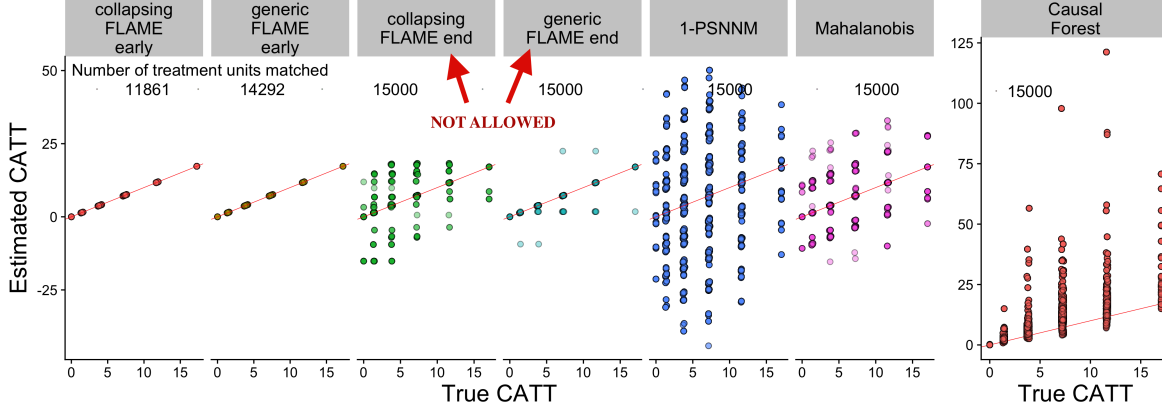 collapsing
FLAME
early
generic
FLAME
early
collapsing
FLAME end
generic
FLAME end
1-PSNNM
Mahalanobis
Causal
Forest
Number of treatment units matched
11861
14292
15000
15000
15000
15000
15000
NOT ALLOWED
Estimated CATT
50
25
0
-25
125
100
75
50
25
0
0 5 10 15
0 5 10 15
0 5 10 15
0 5 10 15
0 5 10 15
0 5 10 15
0 5 10 15
True CATT
True CATT